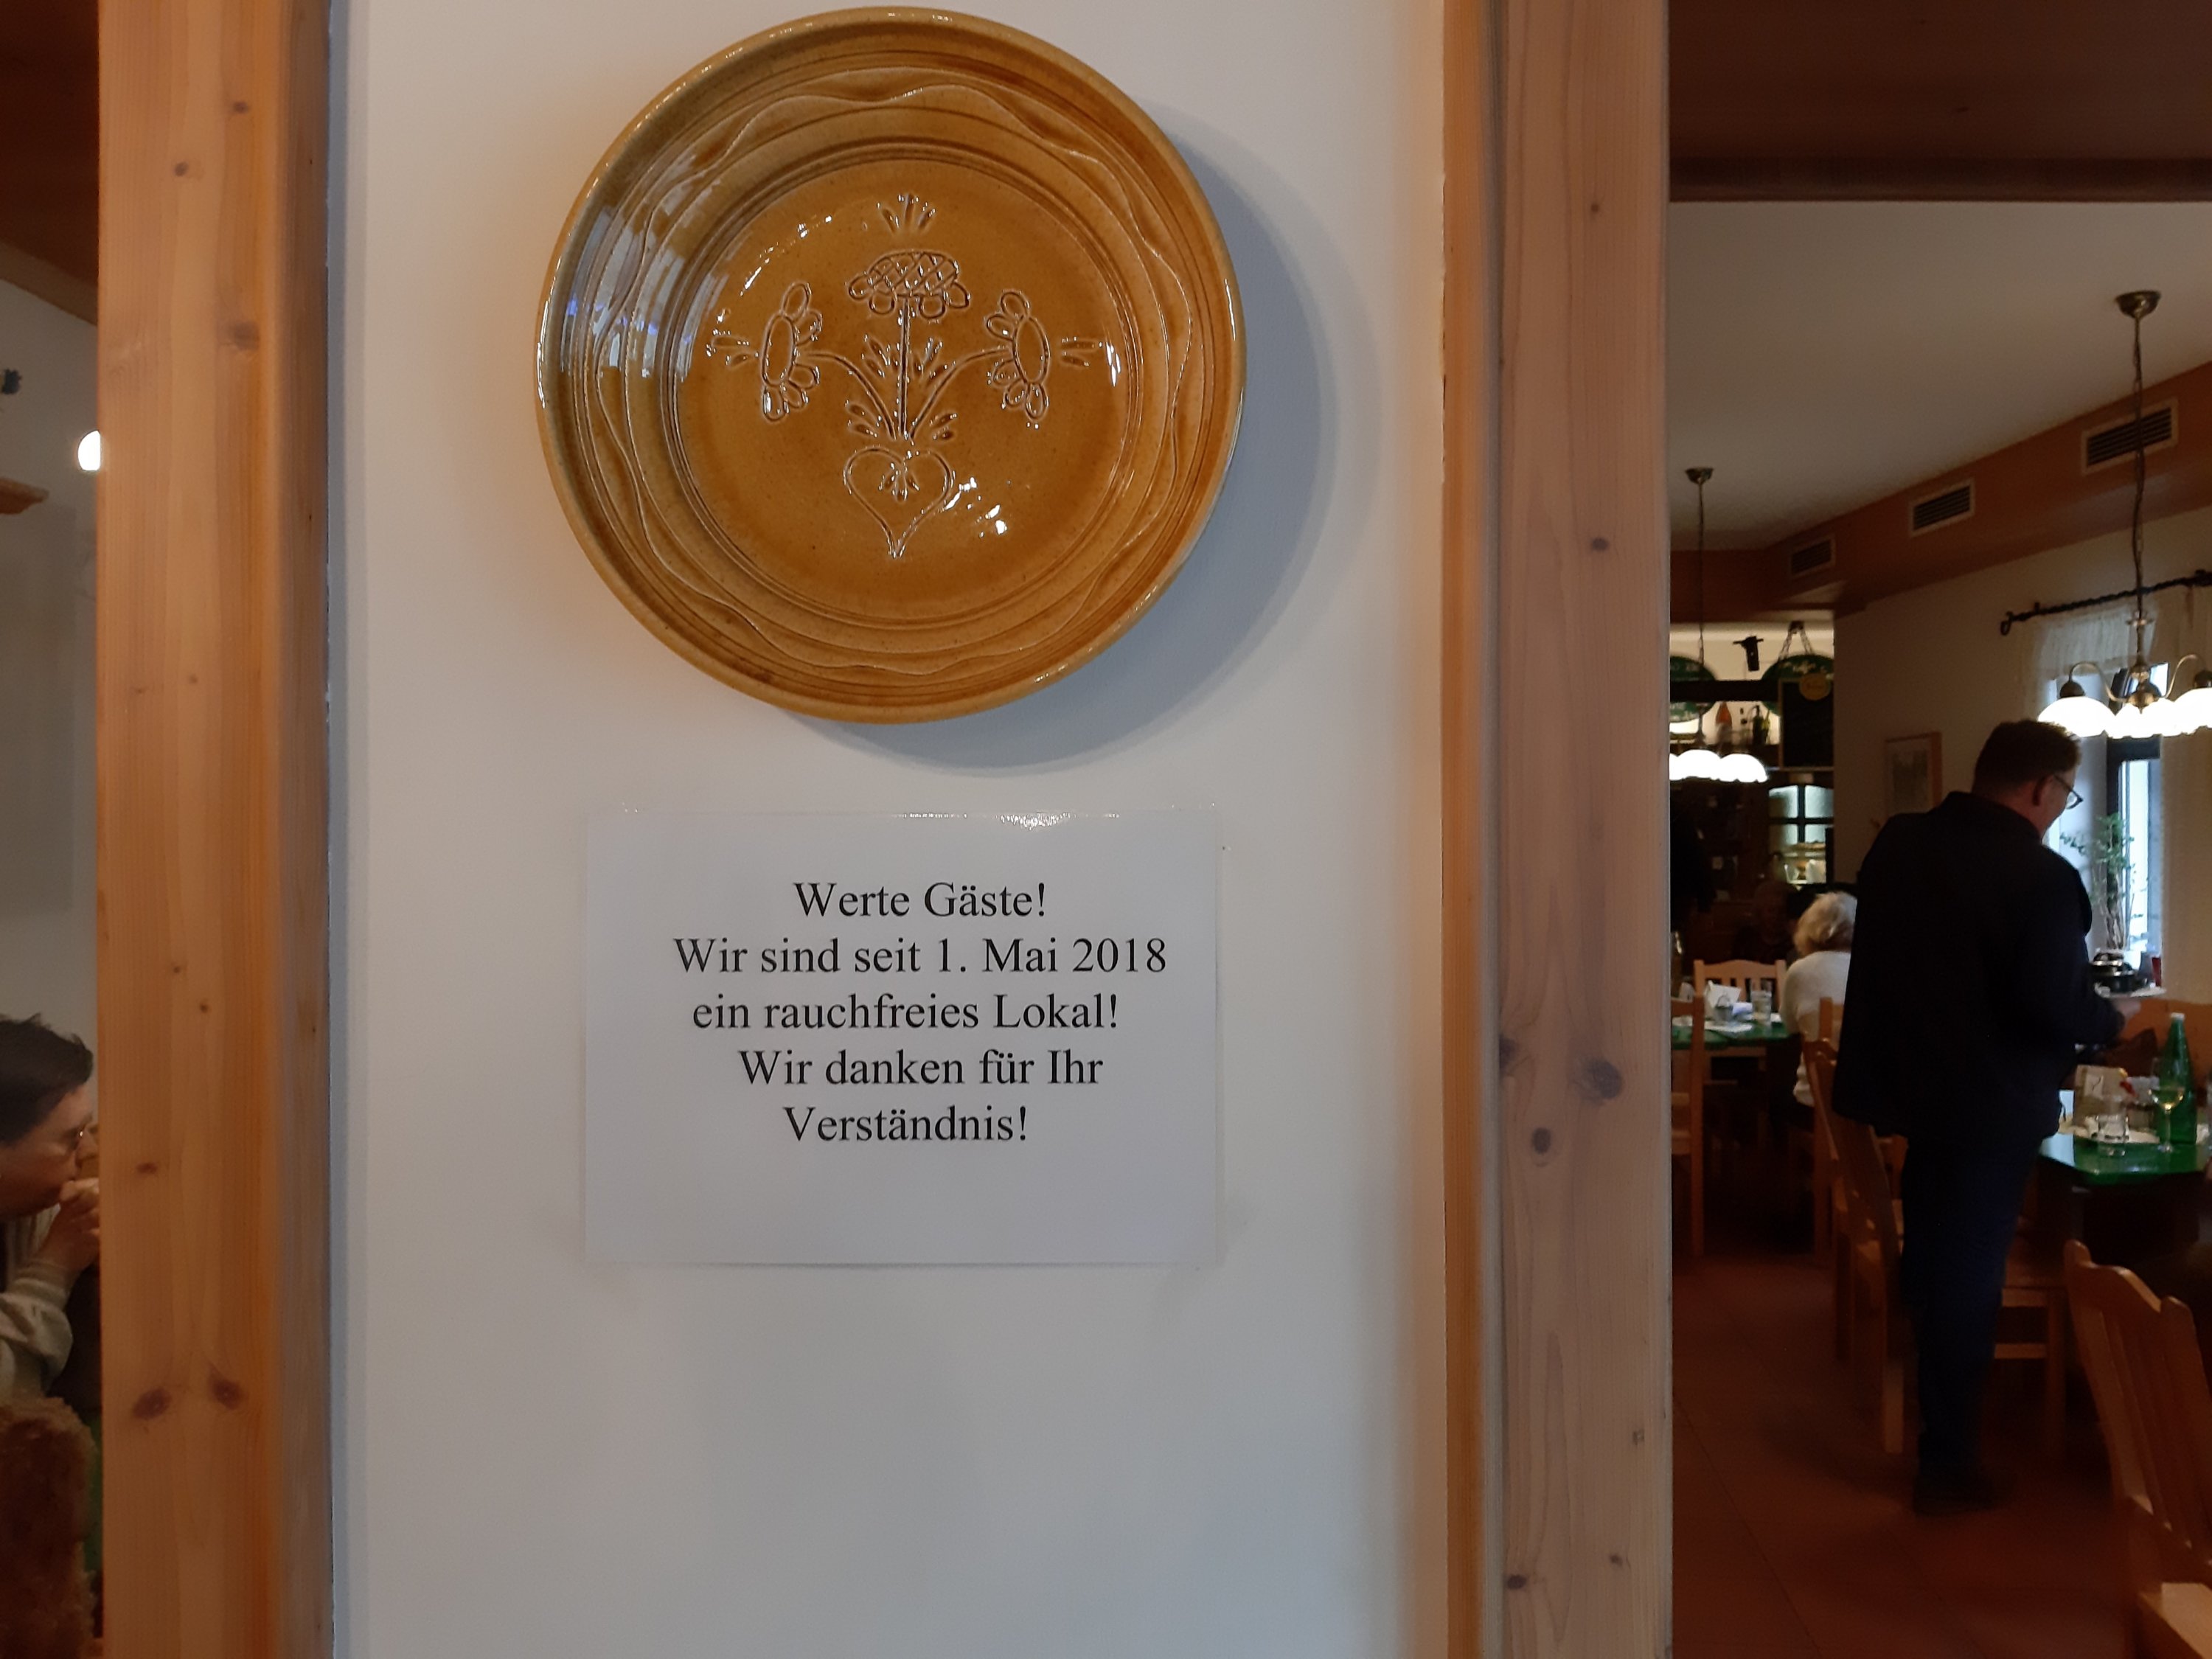 Werte Gäste!
Wir sind seit 1. Mai 2018
ein rauchfreies Lokal!
Wir danken für Ihr
Verständnis!